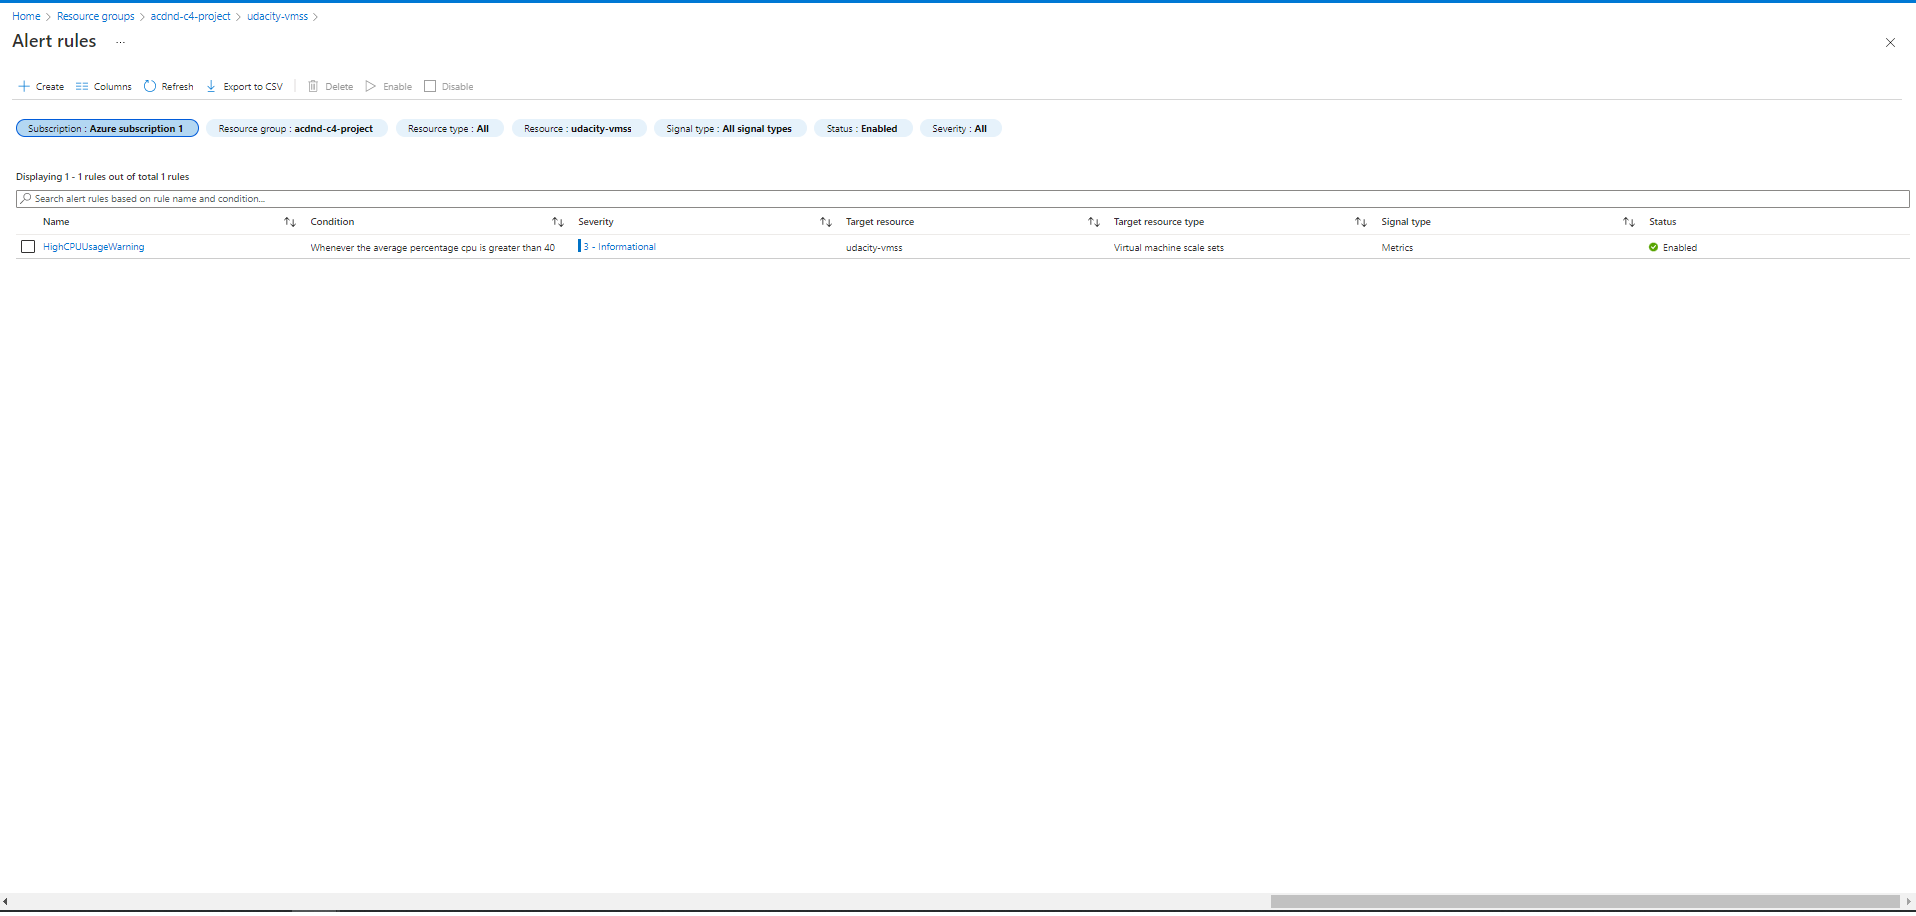 Home > Resource groups > acdnd-c4-project > udacity-vmss >
Alert rules ...
Create Columns Refresh Export to CSV Delete Enable Disable
Subscription : Azure subscription 1 Resource group : acdnd-c4-project Resource type : All Resource : udacity-vmss Signal type : All signal types Status : Enabled Severity : All
Displaying 1 - 1 rules out of total 1 rules
Search alert rules based on rule name and condition...
Name Condition Severity Target resource Target resource type Signal type Status
HighCPUUsageWarning Whenever the average percentage cpu is greater than 40 3 - Informational udacity-vmss Virtual machine scale sets Metrics Enabled